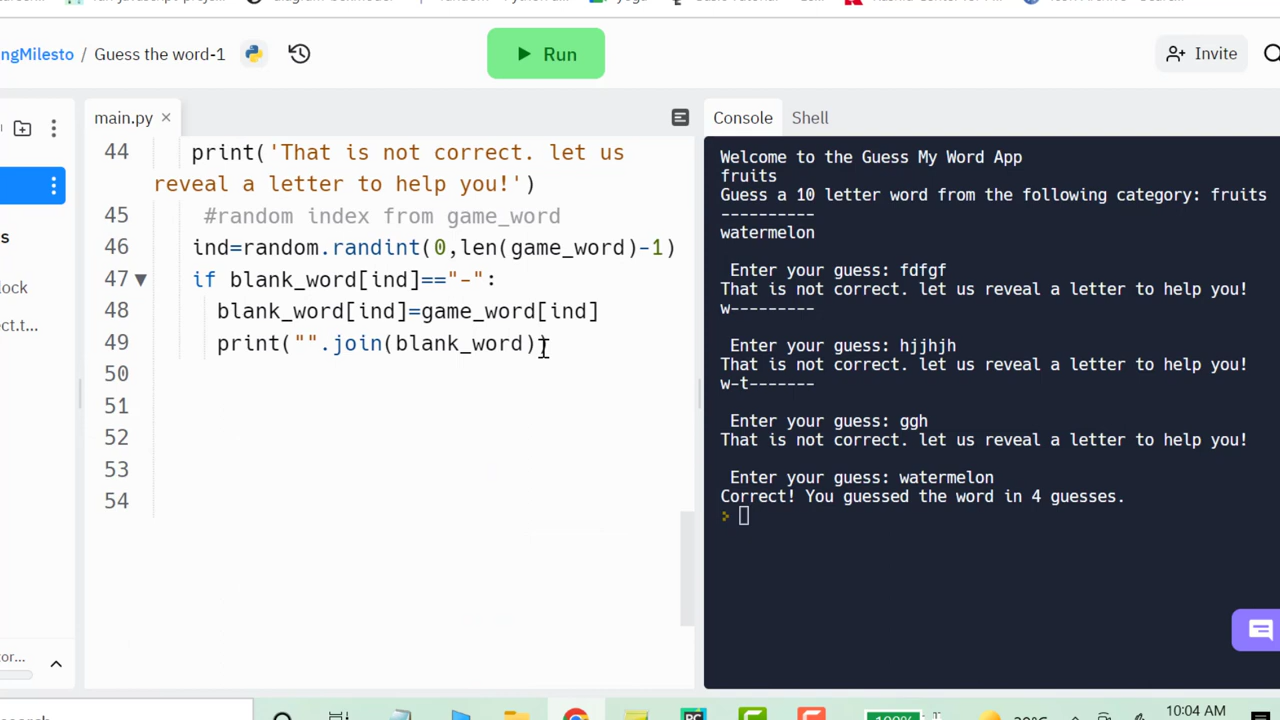 ngMilesto / Guess the word-1
Run
Invite
main.py ×
Console Shell
44 print('That is not correct. let us
reveal a letter to help you!')
45 #random index from game_word
46 ind=random.randint(0,len(game_word)-1)
47 if blank_word[ind]=="-":
48 blank_word[ind]=game_word[ind]
49 print("".join(blank_word))
50
51
52
53
54
s
lock
ect.t...
tor...
Welcome to the Guess My Word App
fruits
Guess a 10 letter word from the following category: fruits
----------
watermelon
Enter your guess: fdfgf
That is not correct. let us reveal a letter to help you!
w---------
Enter your guess: hjjhjh
That is not correct. let us reveal a letter to help you!
w-t-------
Enter your guess: ggh
That is not correct. let us reveal a letter to help you!
Enter your guess: watermelon
Correct! You guessed the word in 4 guesses.
>
10:04 AM